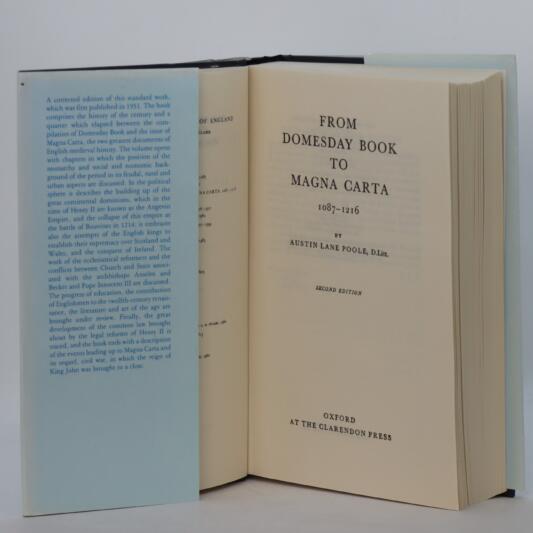 A corrected edition of this standard work,
which was first published in 1951. The book
comprises the history of the century and a
quarter which elapsed between the com-
pilation of Domesday Book and the issue of
Magna Carta, the two greatest documents of
English medieval history. The volume opens
with chapters in which the position of the
monarchy and social and economic back-
ground of the period in its feudal, rural and
urban aspects are discussed. In the political
sphere is described the building up of the
great continental dominions, which in the
time of Henry II are known as the Angevin
Empire, and the collapse of this empire at
the battle of Bouvines in 1214; it embraces
also the attempts of the English kings to
establish their supremacy over Scotland and
Wales, and the conquest of Ireland. The
work of the ecclesiastical reformers and the
conflicts between Church and State associ-
ated with the archbishops Anselm and
Becket and Pope Innocent III are discussed.
The progress of education, the contribution
of Englishmen to the twelfth-century renais-
sance, the literature and art of the age are
brought under review. Finally, the great
development of the common law brought
about by the legal reforms of Henry II is
traced, and the book ends with a description
of the events leading up to Magna Carta and
its sequel, civil war, in which the reign of
King John was brought to a close.
OF ENGLAND
FROM
DOMESDAY BOOK
TO
MAGNA CARTA
1087–1216
BY
AUSTIN LANE POOLE, D.Litt.
SECOND EDITION
OXFORD
AT THE CLARENDON PRESS